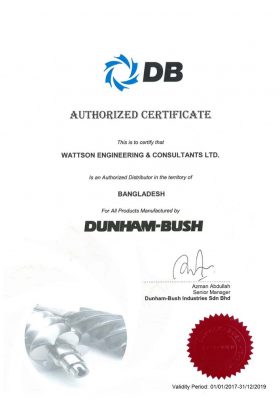 DB
AUTHORIZED CERTIFICATE
This is to certify that
WATTSON ENGINEERING & CONSULTANTS LTD.
Is an Authorized Distributor in the territory of
BANGLADESH
For All Products Manufactured by
DUNHAM-BUSH
Azman Abdullah
Senior Manager
Dunham-Bush Industries Sdn Bhd
Validity Period: 01/01/2017-31/12/2019